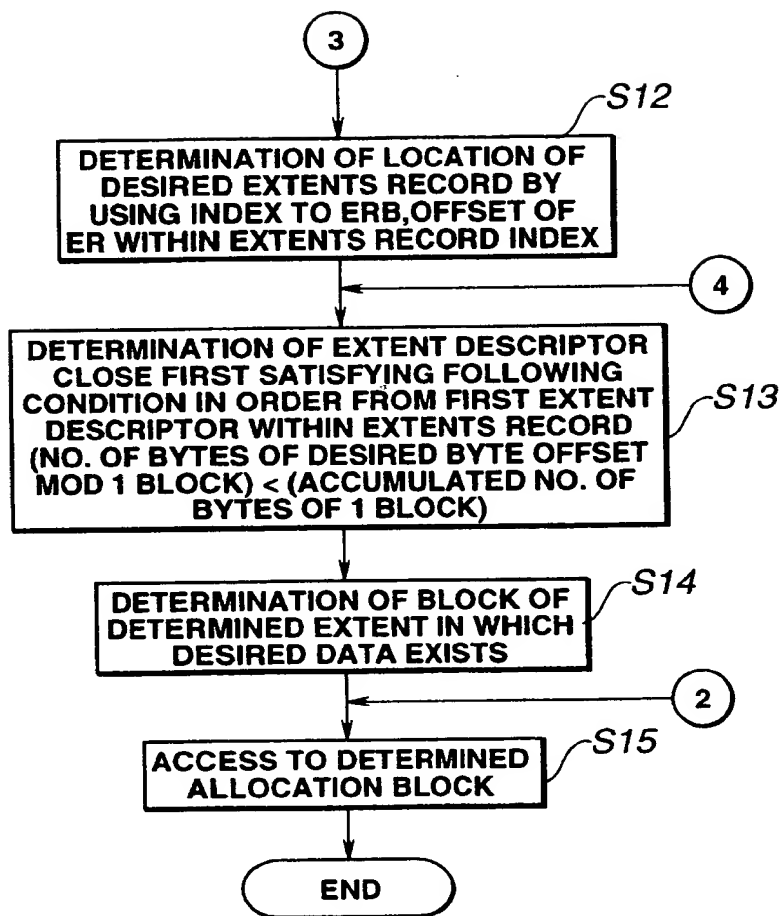 3
S12
DETERMINATION OF LOCATION OF
DESIRED EXTENTS RECORD BY
USING INDEX TO ERB,OFFSET OF
ER WITHIN EXTENTS RECORD INDEX
4
DETERMINATION OF EXTENT DESCRIPTOR
CLOSE FIRST SATISFYING FOLLOWING
CONDITION IN ORDER FROM FIRST EXTENT
DESCRIPTOR WITHIN EXTENTS RECORD
(NO. OF BYTES OF DESIRED BYTE OFFSET
MOD 1 BLOCK) < (ACCUMULATED NO. OF
BYTES OF 1 BLOCK)
S13
S14
DETERMINATION OF BLOCK OF
DETERMINED EXTENT IN WHICH
DESIRED DATA EXISTS
2
S15
ACCESS TO DETERMINED
ALLOCATION BLOCK
END